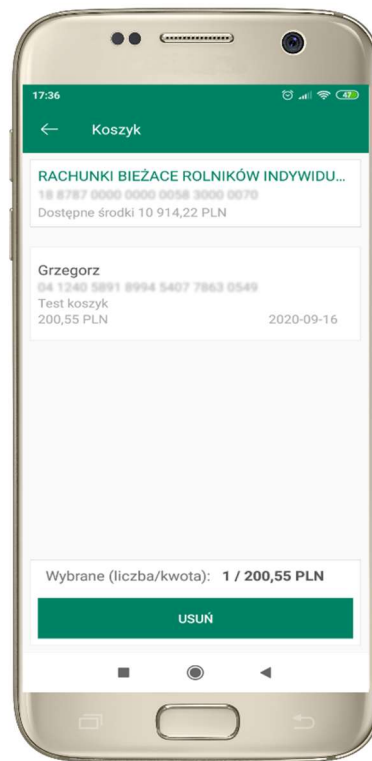 17:36
47
Koszyk
RACHUNKI BIEŻACE ROLNIKÓW INDYWIDU...
18 8787 0000 0000 0058 3000 0070
Dostępne środki 10 914,22 PLN
Grzegorz
04 1240 5891 8994 5407 7863 0549
Test koszyk
200,55 PLN 2020-09-16
Wybrane (liczba/kwota): 1 / 200,55 PLN
USUŃ